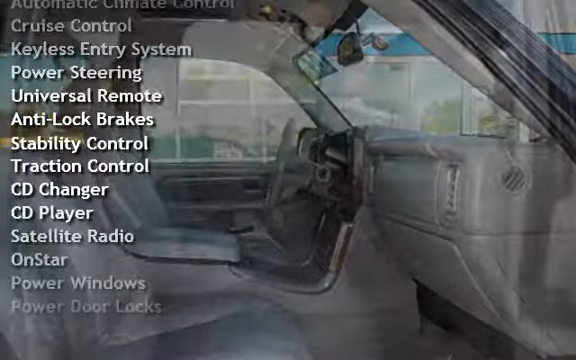 Automatic Climate Control
Cruise Control
Keyless Entry System
Power Steering
Universal Remote
Anti-Lock Brakes
Stability Control
Traction Control
CD Changer
CD Player
Satellite Radio
OnStar
Power Windows
Power Door Locks